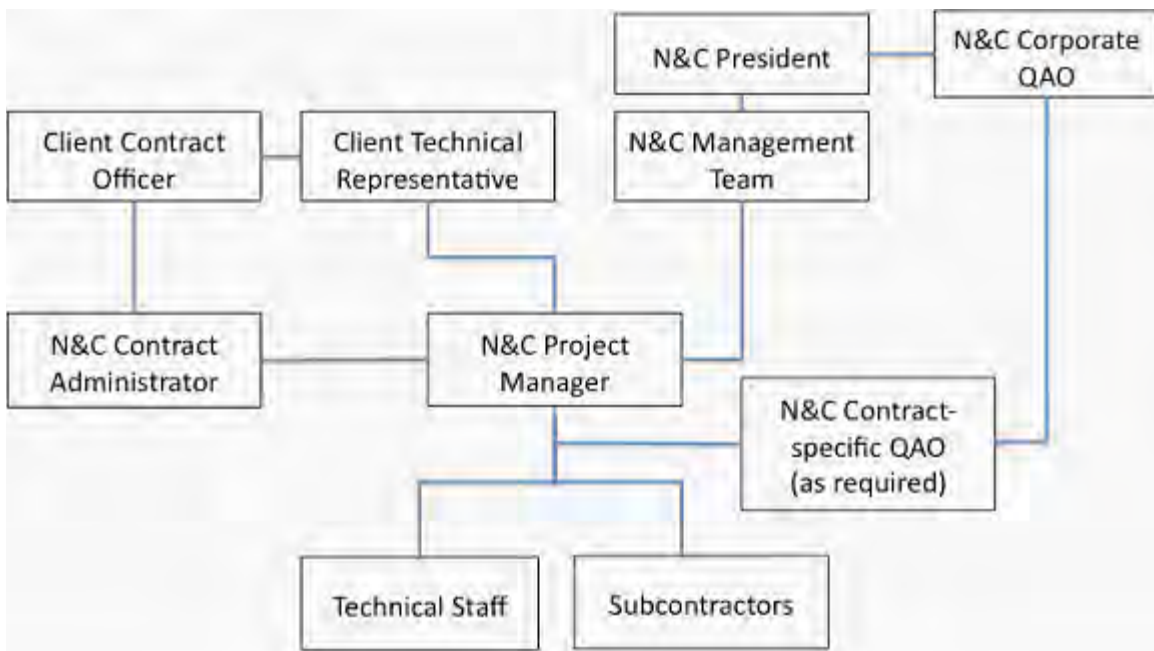 N&C President
N&C Corporate
QAO
Client Contract
Officer
Client Technical
Representative
N&C Management
Team
N&C Contract
Administrator
N&C Project
Manager
N&C Contract-
specific QAO
(as required)
Technical Staff
Subcontractors